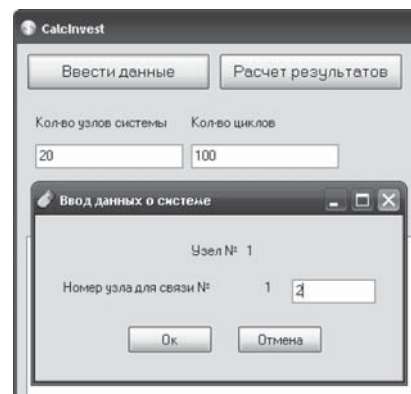 CalcInvest
Ввести данные Расчет результатов
Кол-во узлов системы Кол-во циклов
20 100
Ввод данных о системе
Узел № 1
Номер узла для связи № 1 2
Ок Отмена